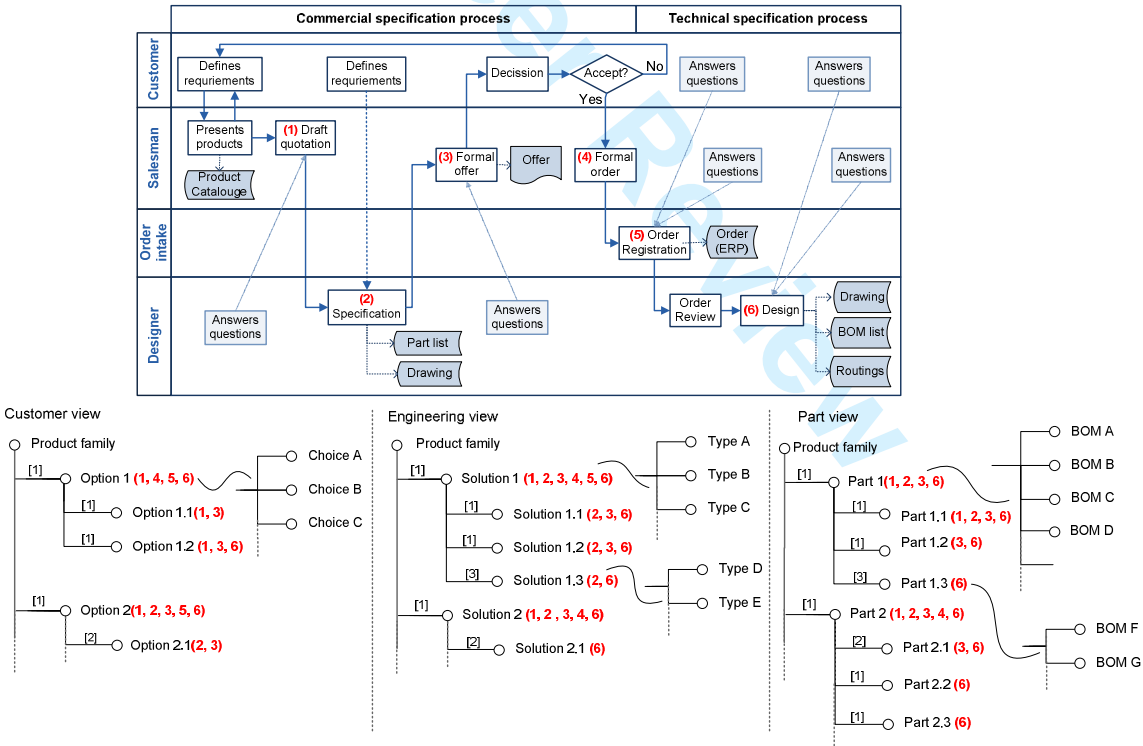 Commercial specification process
Technical specification process
Customer
Defines
requriements
Defines
requriements
Decission
Accept?
No
Yes
Answers
questions
Answers
questions
Salesman
Presents
products
(1) Draft
quotation
Product
Catalouge
(3) Formal
offer
Offer
(4) Formal
order
Answers
questions
Answers
questions
Order
intake
(5) Order
Registration
Order
(ERP)
Designer
Answers
questions
(2)
Specification
Part list
Drawing
Answers
questions
Order
Review
(6) Design
Drawing
BOM list
Routings
er Review
Customer view
Product family
[1]
Option 1 (1, 4, 5, 6)
[1]
Option 1.1(1, 3)
[1]
Option 1.2 (1, 3, 6)
[1]
Option 2(1, 2, 3, 5, 6)
[2]
Option 2.1(2, 3)
Choice A
Choice B
Choice C
Engineering view
Product family
[1]
Solution 1 (1, 2, 3, 4, 5, 6)
[1]
Solution 1.1 (2, 3, 6)
[1]
Solution 1.2 (2, 3, 6)
[3]
Solution 1.3 (2, 6)
[1]
Solution 2 (1, 2 , 3, 4, 6)
[2]
Solution 2.1 (6)
Type A
Type B
Type C
Type D
Type E
Part view
Product family
[1]
Part 1(1, 2, 3, 6)
[1]
Part 1.1 (1, 2, 3, 6)
[1]
Part 1.2 (3, 6)
[3]
Part 1.3 (6)
[1]
Part 2 (1, 2, 3, 4, 6)
[2]
Part 2.1 (3, 6)
[1]
Part 2.2 (6)
[1]
Part 2.3 (6)
BOM A
BOM B
BOM C
BOM D
BOM F
BOM G